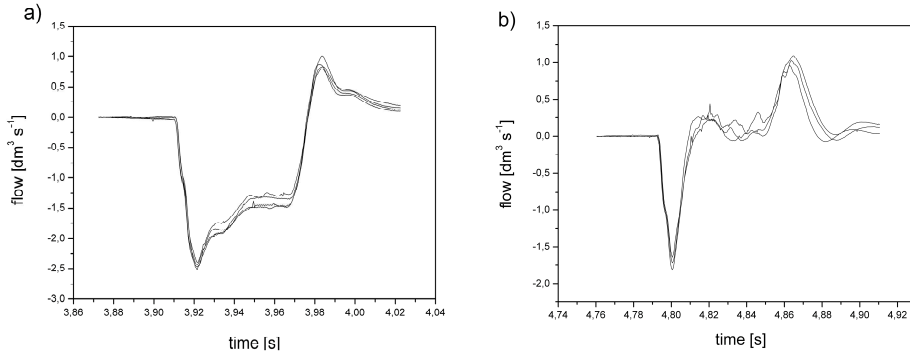 a)
1,5
1,0
0,5
0,0
-0,5
-1,0
-1,5
-2,0
-2,5
-3,0
flow [dm³ s⁻¹]
3,86 3,88 3,90 3,92 3,94 3,96 3,98 4,00 4,02 4,04
time [s]
b)
1,5
1,0
0,5
0,0
-0,5
-1,0
-1,5
-2,0
flow [dm³ s⁻¹]
4,74 4,76 4,78 4,80 4,82 4,84 4,86 4,88 4,90 4,92
time [s]